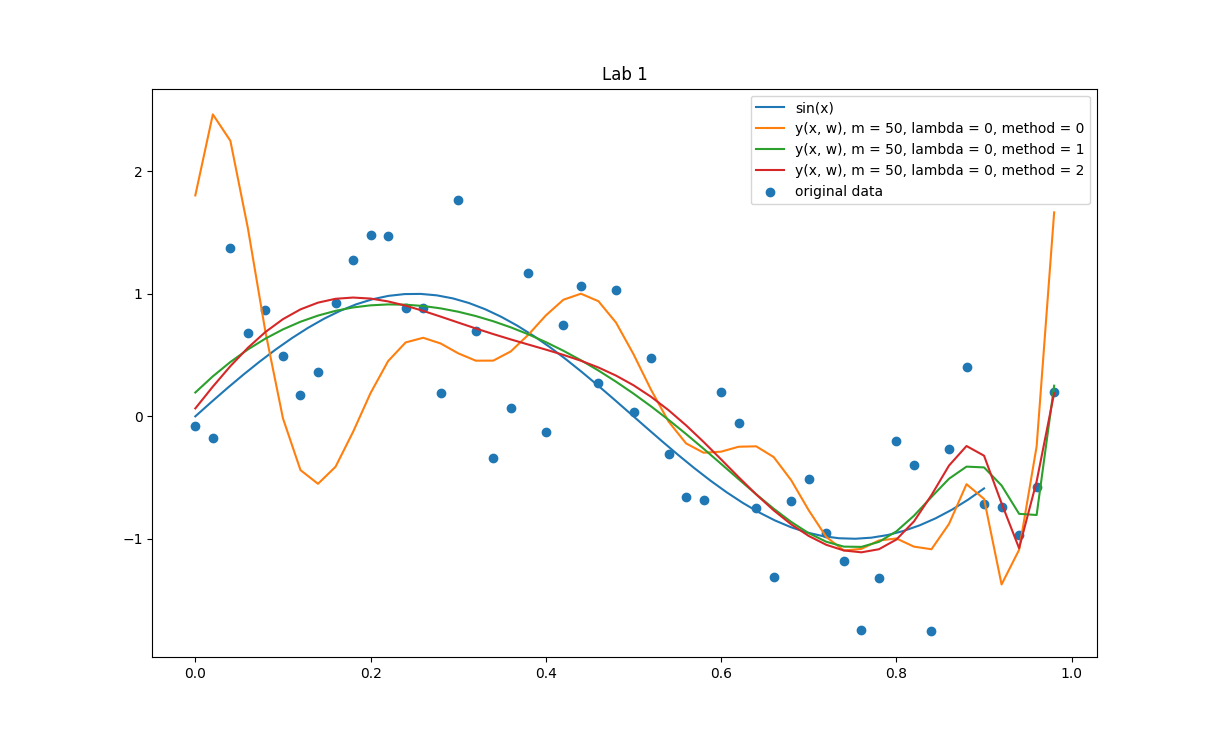 Lab 1
sin(x)
y(x, w), m = 50, lambda = 0, method = 0
y(x, w), m = 50, lambda = 0, method = 1
y(x, w), m = 50, lambda = 0, method = 2
original data
2
1
0
−1
0.0 0.2 0.4 0.6 0.8 1.0